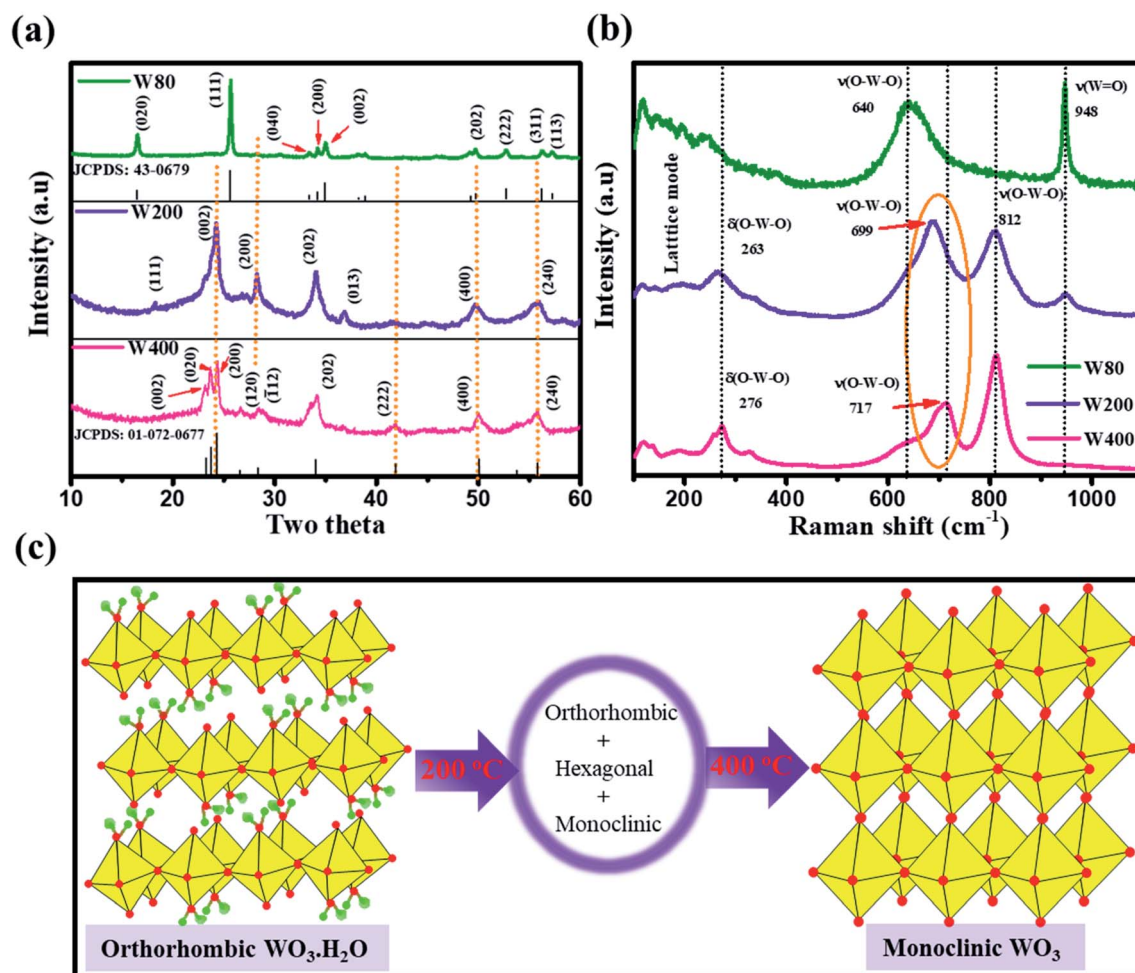 (a)
W80
(020)
(111)
(040)
(200)
(002)
(202)
(222)
(311)
(113)
JCPDS: 43-0679
W200
(111)
(002)
(200)
(202)
(013)
(400)
(240)
W400
(002)
(020)
(200)
(120)
(1̅12)
(202)
(222)
(400)
(240)
JCPDS: 01-072-0677
10 20 30 40 50 60
Two theta
Intensity (a.u)
(b)
ν(O-W-O)
640
ν(W=O)
948
Latttice mode
δ(O-W-O)
263
ν(O-W-O)
699
ν(O-W-O)
812
δ(O-W-O)
276
ν(O-W-O)
717
W80
W200
W400
200 400 600 800 1000
Raman shift (cm⁻¹)
Intensity (a.u)
(c)
200 °C
Orthorhombic
+
Hexagonal
+
Monoclinic
400 °C
Orthorhombic WO₃.H₂O
Monoclinic WO₃